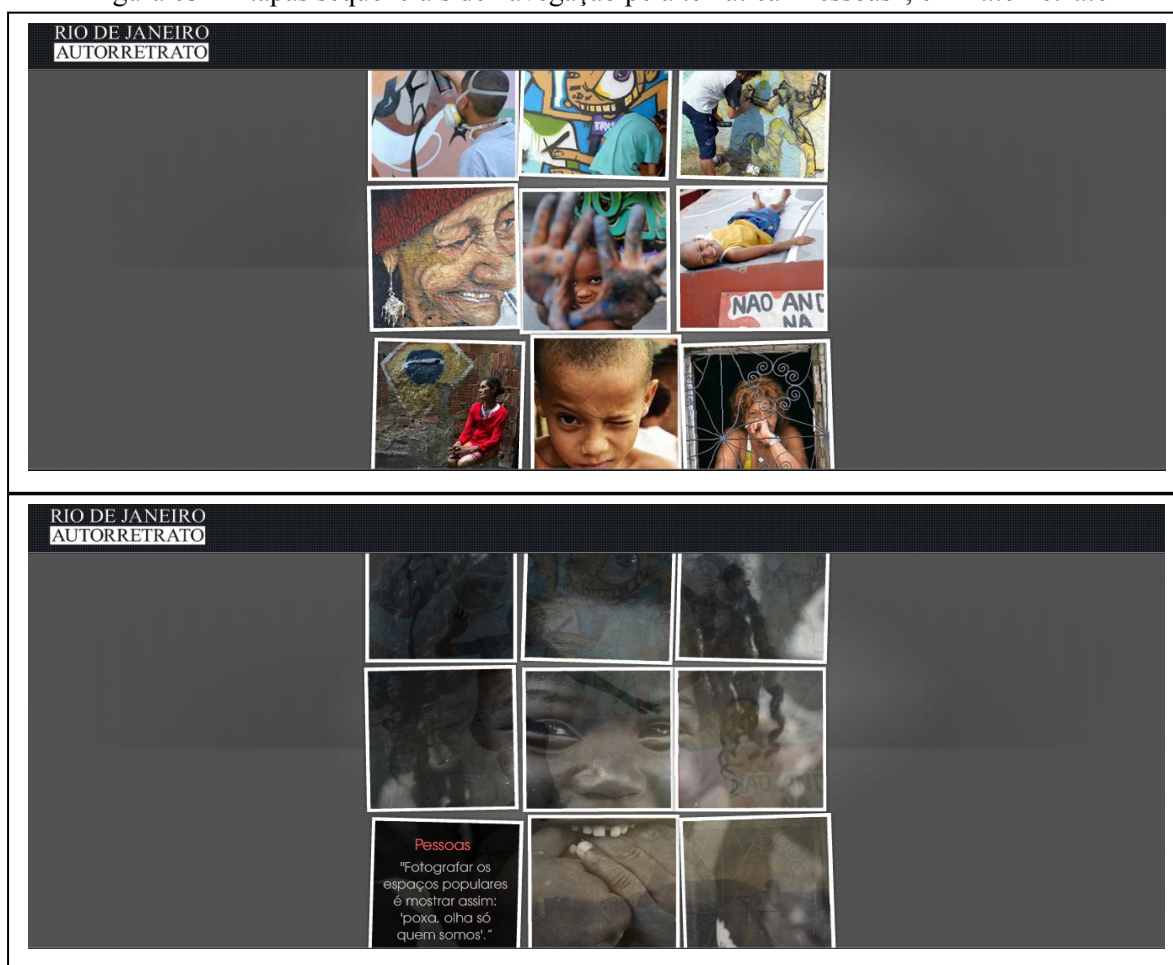 RIO DE JANEIRO
AUTORRETRATO
NAO AND
NA
RIO DE JANEIRO
AUTORRETRATO
Pessoas
"Fotografar os
espaços populares
é mostrar assim:
'poxa, olha só
quem somos'."